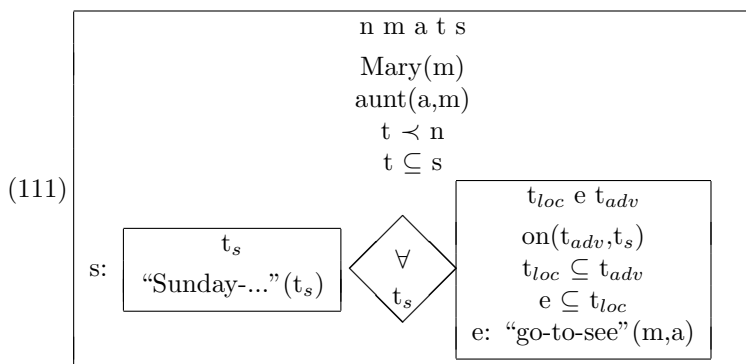 n m a t s
Mary(m)
aunt(a,m)
t ≺ n
t ⊆ s
(111)
s:
t_s
“Sunday-...”(t_s)
∀
t_s
t_loc e t_adv
on(t_adv,t_s)
t_loc ⊆ t_adv
e ⊆ t_loc
e: “go-to-see”(m,a)